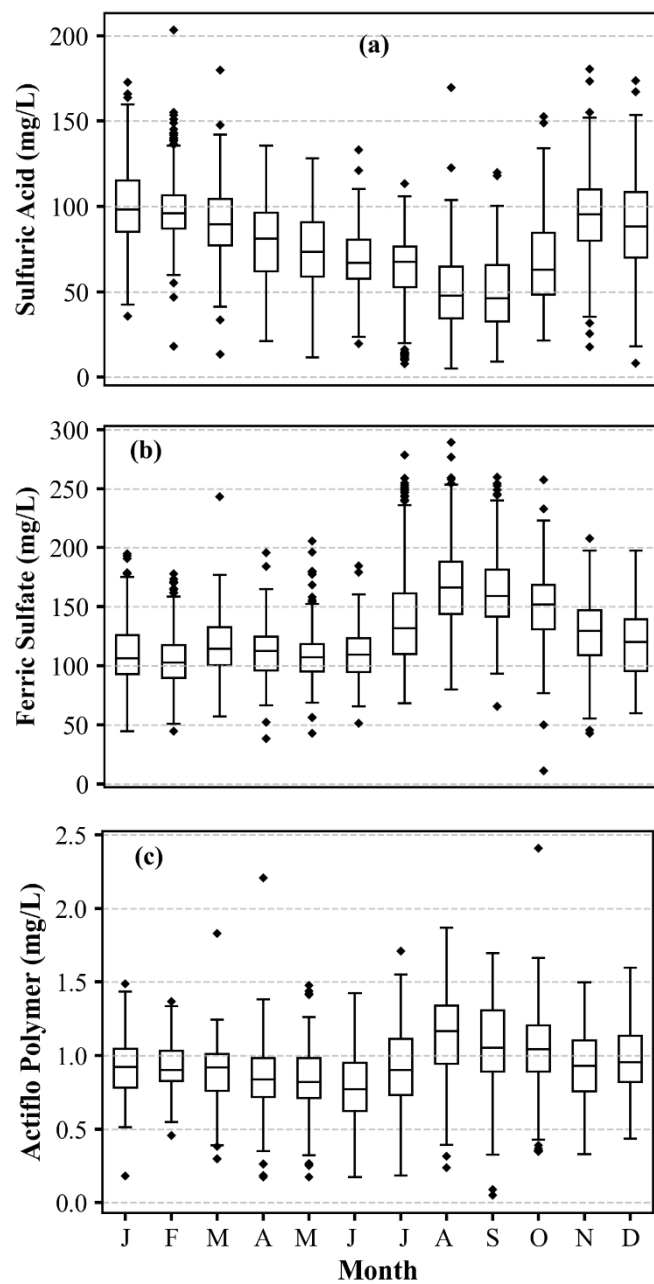 (a)
Sulfuric Acid (mg/L)
200
150
100
50
0
(b)
Ferric Sulfate (mg/L)
300
250
200
150
100
50
0
(c)
Actiflo Polymer (mg/L)
2.5
2.0
1.5
1.0
0.5
0.0
J F M A M J J A S O N D
Month